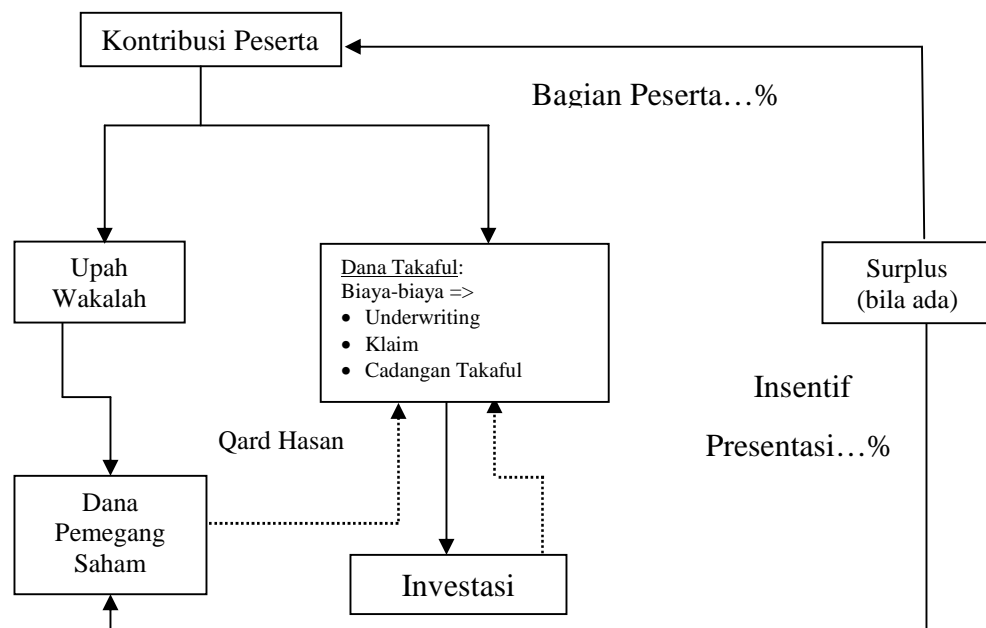 Kontribusi Peserta
Bagian Peserta...%
Upah
Wakalah
Dana Takaful:
Biaya-biaya =>
• Underwriting
• Klaim
• Cadangan Takaful
Surplus
(bila ada)
Insentif
Presentasi...%
Qard Hasan
Dana
Pemegang
Saham
Investasi